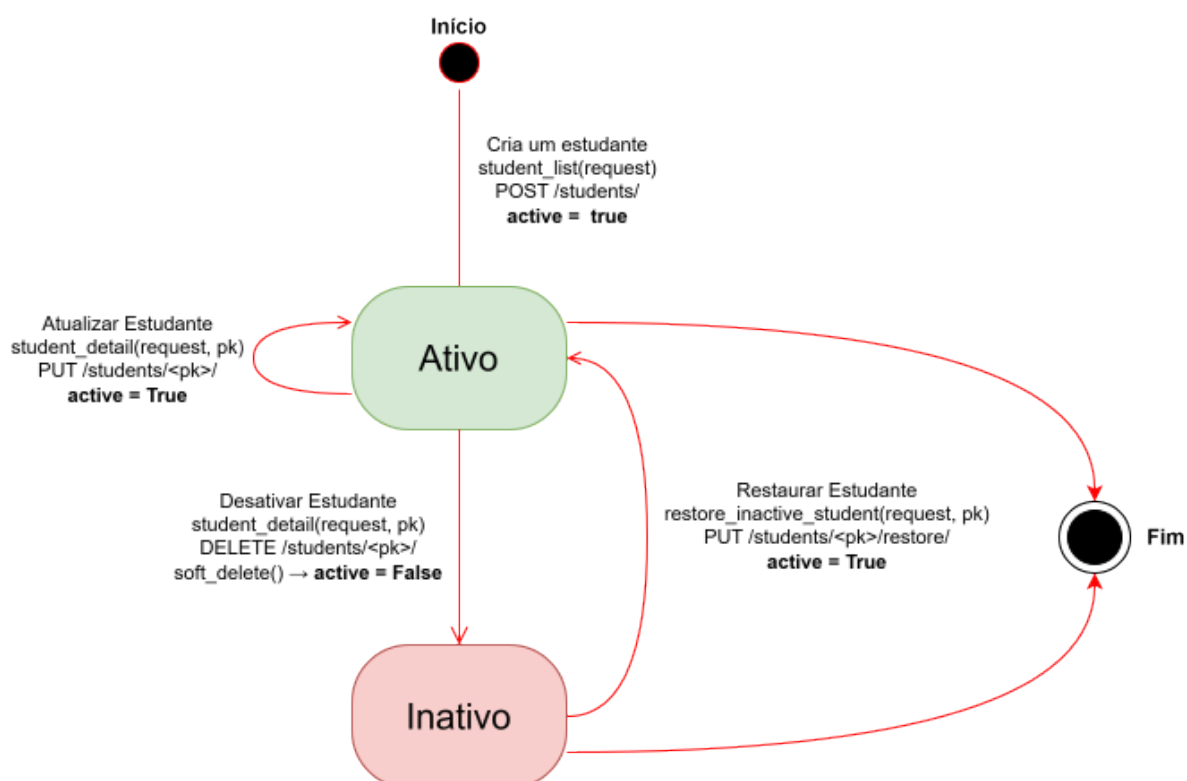 Início
Cria um estudante
student_list(request)
POST /students/
active =  true
Atualizar Estudante
student_detail(request, pk)
PUT /students/<pk>/
active = True
Ativo
Desativar Estudante
student_detail(request, pk)
DELETE /students/<pk>/
soft_delete() → active = False
Restaurar Estudante
restore_inactive_student(request, pk)
PUT /students/<pk>/restore/
active = True
Fim
Inativo